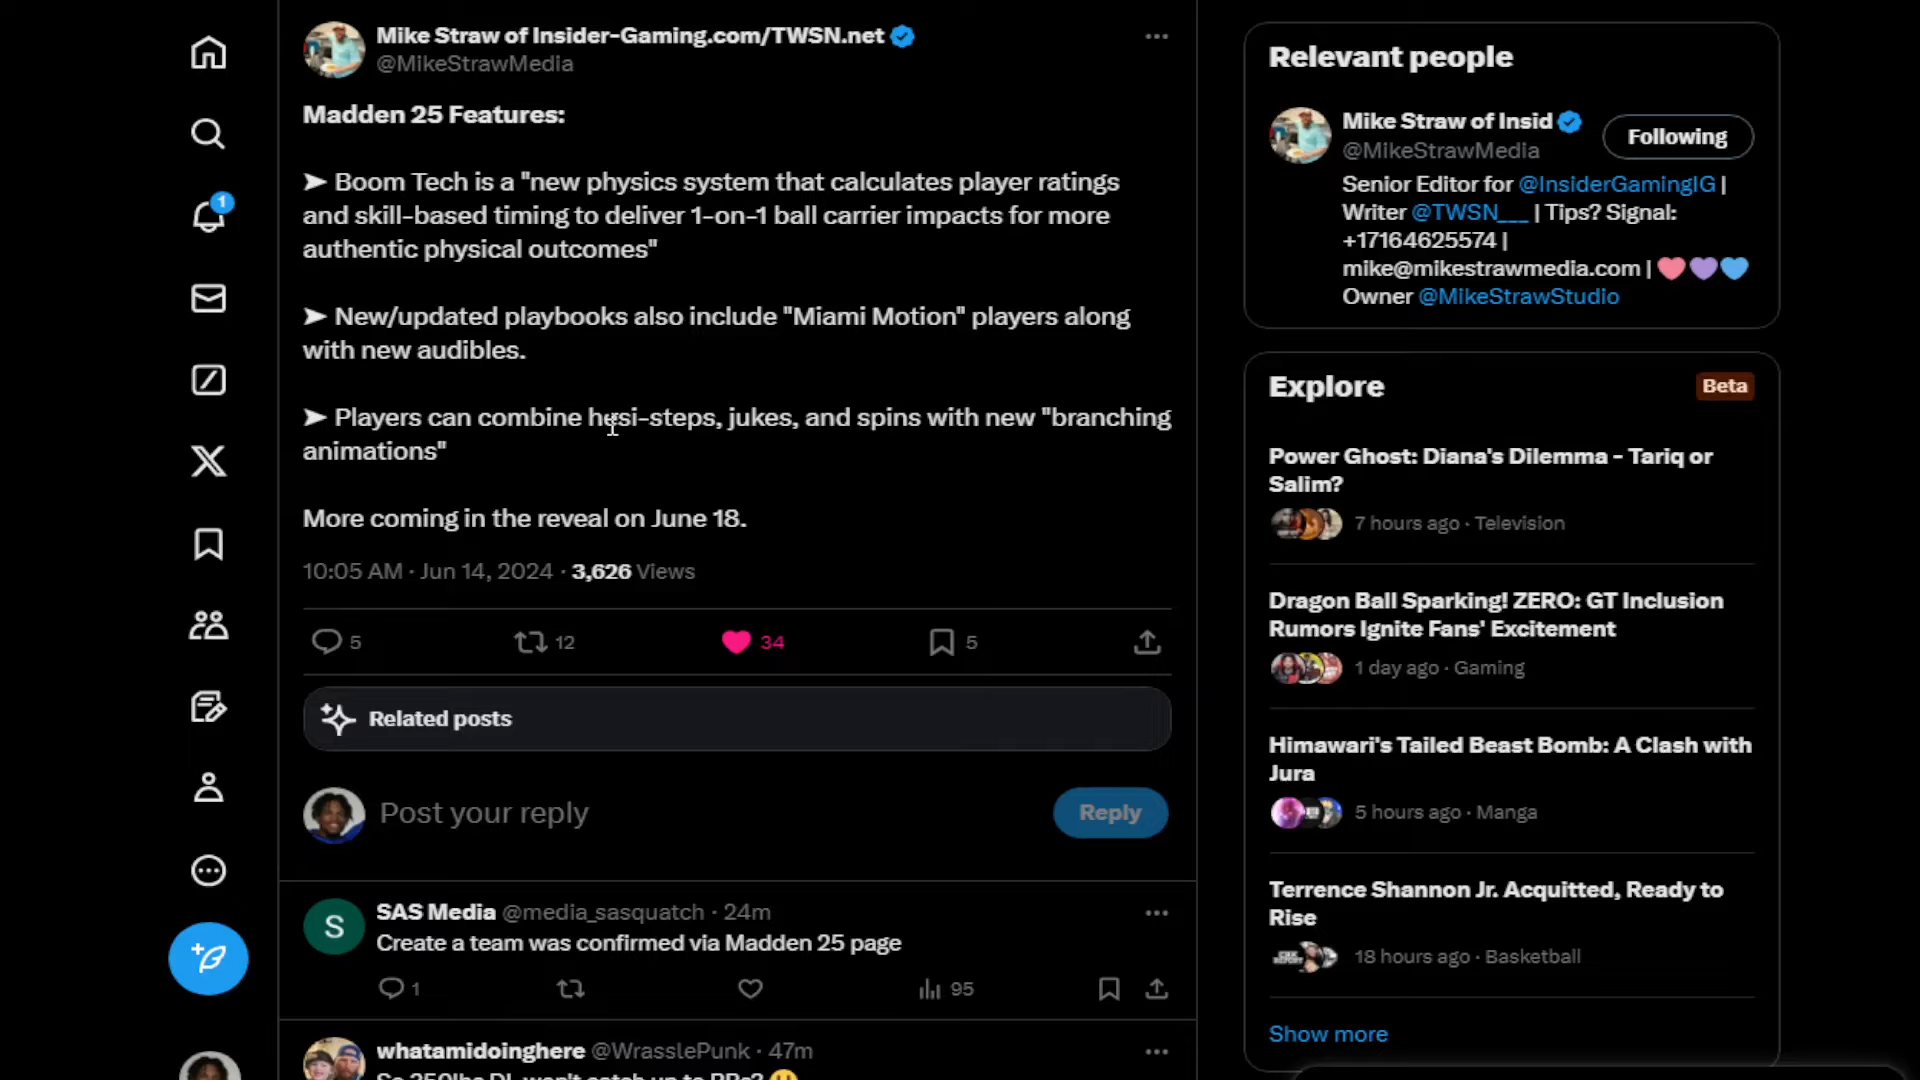 Mike Straw of Insider-Gaming.com/TWSN.net
@MikeStrawMedia
Madden 25 Features:
➤ Boom Tech is a "new physics system that calculates player ratings
and skill-based timing to deliver 1-on-1 ball carrier impacts for more
authentic physical outcomes"
➤ New/updated playbooks also include "Miami Motion" players along
with new audibles.
➤ Players can combine hesi-steps, jukes, and spins with new "branching
animations"
More coming in the reveal on June 18.
10:05 AM · Jun 14, 2024 · 3,626 Views
5
12
34
5
Related posts
Post your reply
Reply
S
SAS Media @media_sasquatch · 24m
Create a team was confirmed via Madden 25 page
1
95
whatamidoinghere @WrasslePunk · 47m
So 350lbs DL won't catch up to RBs?
1
Relevant people
Mike Straw of Insid
@MikeStrawMedia
Following
Senior Editor for @InsiderGamingIG |
Writer @TWSN___ | Tips? Signal:
+17164625574 |
mike@mikestrawmedia.com |
Owner @MikeStrawStudio
Explore
Beta
Power Ghost: Diana's Dilemma - Tariq or
Salim?
7 hours ago · Television
Dragon Ball Sparking! ZERO: GT Inclusion
Rumors Ignite Fans' Excitement
1 day ago · Gaming
Himawari's Tailed Beast Bomb: A Clash with
Jura
5 hours ago · Manga
Terrence Shannon Jr. Acquitted, Ready to
Rise
18 hours ago · Basketball
Show more